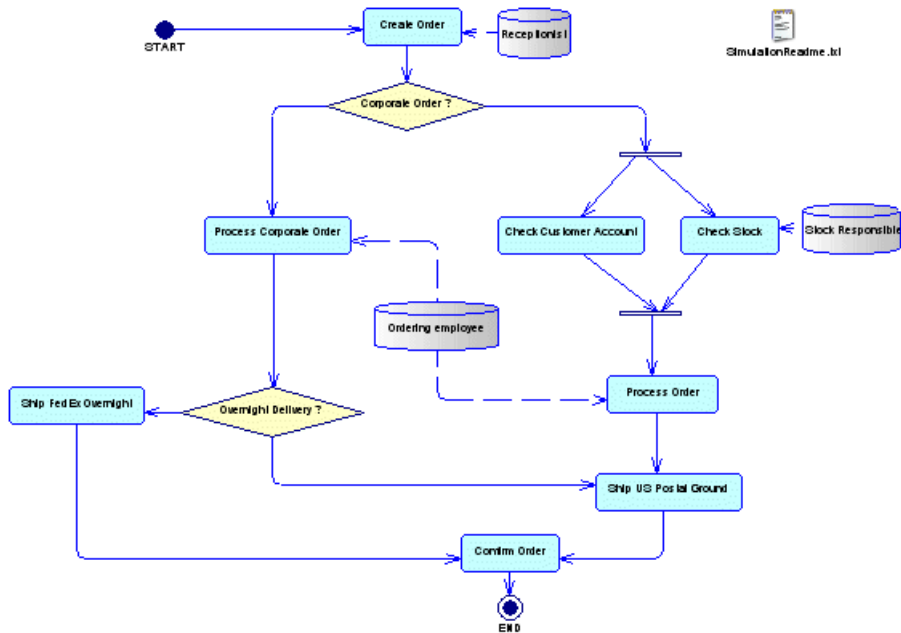 Create Order
Receptionist
START
SimulationReadme.txt
Corporate Order ?
Process Corporate Order
Check Customer Account
Check Stock
Stock Responsible
Ordering employee
Ship FedEx Overnight
Overnight Delivery ?
Process Order
Ship US Postal Ground
Confirm Order
END